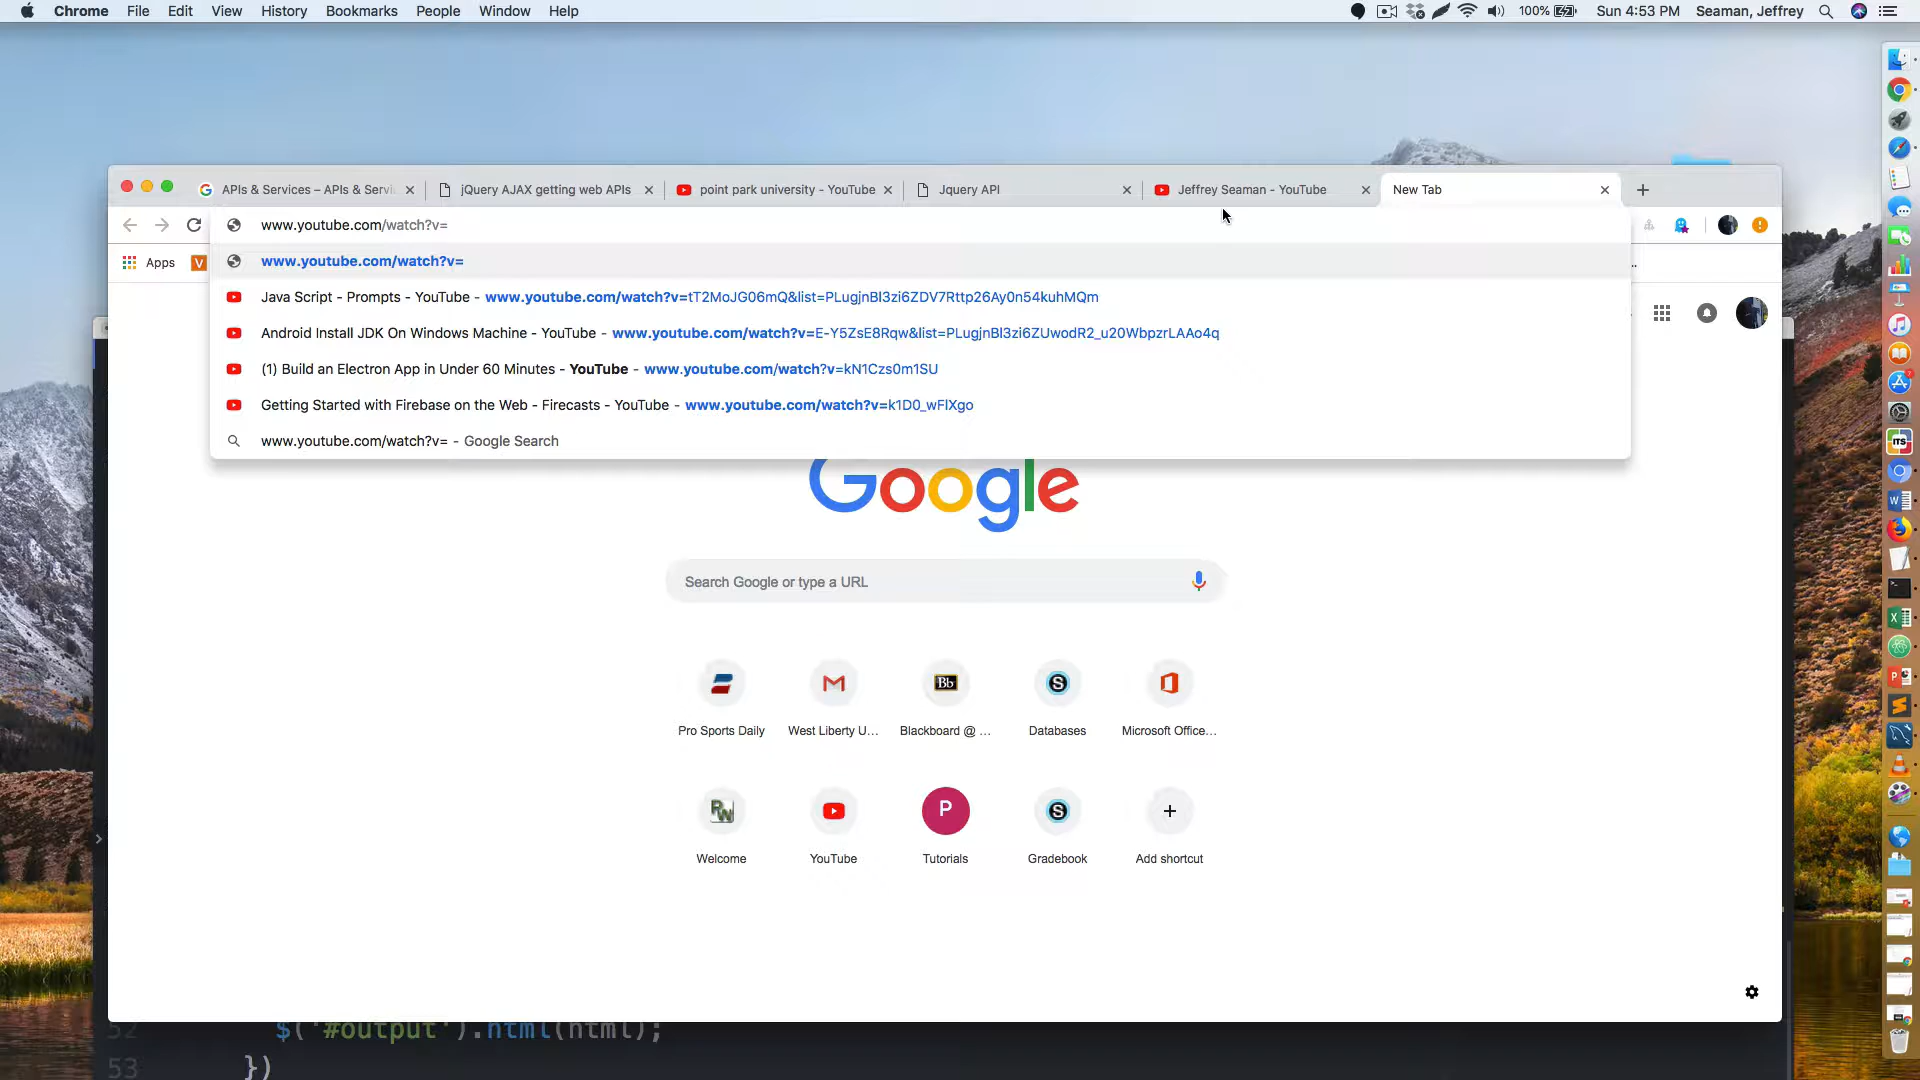 Chrome File Edit View History Bookmarks People Window Help 100% Sun 4:53 PM Seaman, Jeffrey
APIs & Services – APIs & Servi
jQuery AJAX getting web APIs
point park university - YouTube
Jquery API
Jeffrey Seaman - YouTube
New Tab
www.youtube.com/watch?v=
Apps
www.youtube.com/watch?v=
Java Script - Prompts - YouTube - www.youtube.com/watch?v=tT2MoJG06mQ&list=PLugjnBl3zi6ZDV7Rttp26Ay0n54kuhMQm
Android Install JDK On Windows Machine - YouTube - www.youtube.com/watch?v=E-Y5ZsE8Rqw&list=PLugjnBl3zi6ZUwodR2_u20WbpzrLAAo4q
(1) Build an Electron App in Under 60 Minutes - YouTube - www.youtube.com/watch?v=kN1Czs0m1SU
Getting Started with Firebase on the Web - Firecasts - YouTube - www.youtube.com/watch?v=k1D0_wFlXgo
www.youtube.com/watch?v= - Google Search
Google
Search Google or type a URL
Bb
Pro Sports Daily
West Liberty U...
Blackboard @ ...
Databases
Microsoft Office...
P
Welcome
YouTube
Tutorials
Gradebook
Add shortcut
52 $('#output').html(html);
53 })
ITS